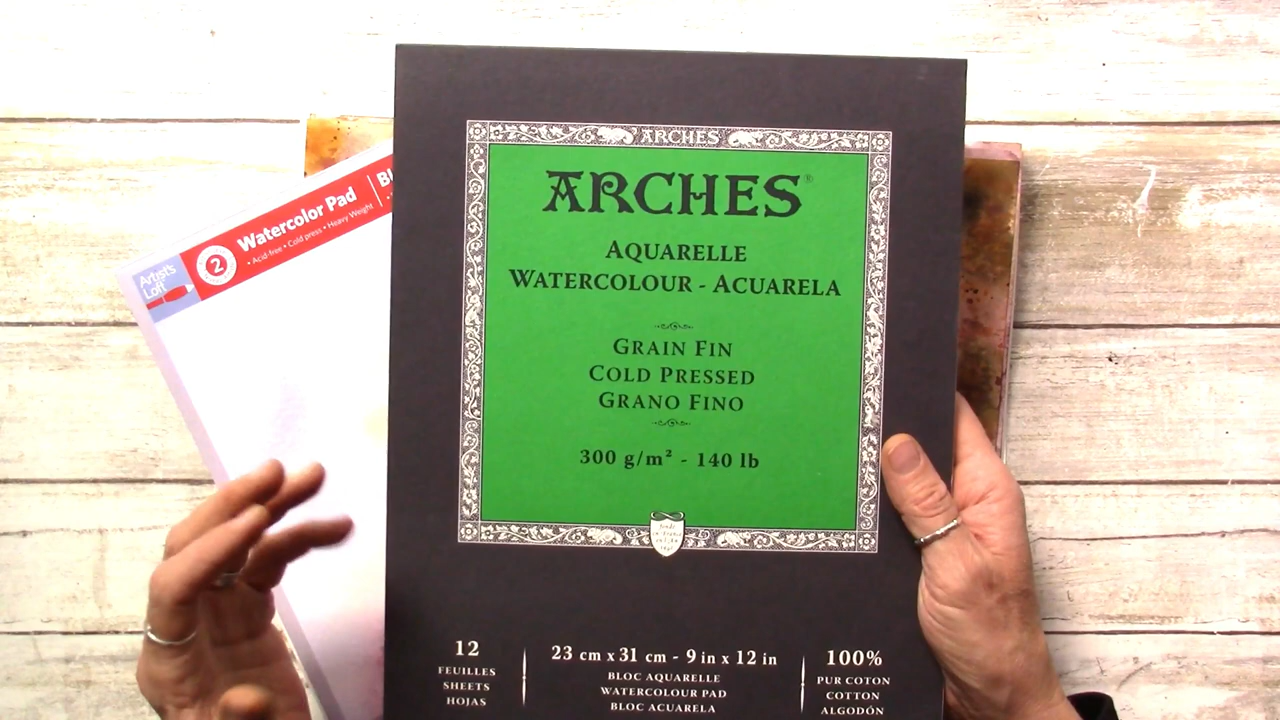 Artist's
Loft
2
Watercolor Pad
• Acid-free • Cold press • Heavy Weight
ARCHES
ARCHES®
AQUARELLE
WATERCOLOUR - ACUARELA
GRAIN FIN
COLD PRESSED
GRANO FINO
300 g/m² - 140 lb
12
FEUILLES
SHEETS
HOJAS
23 cm x 31 cm - 9 in x 12 in
BLOC AQUARELLE
WATERCOLOUR PAD
BLOC ACUARELA
100%
PUR COTON
COTTON
ALGODÓN